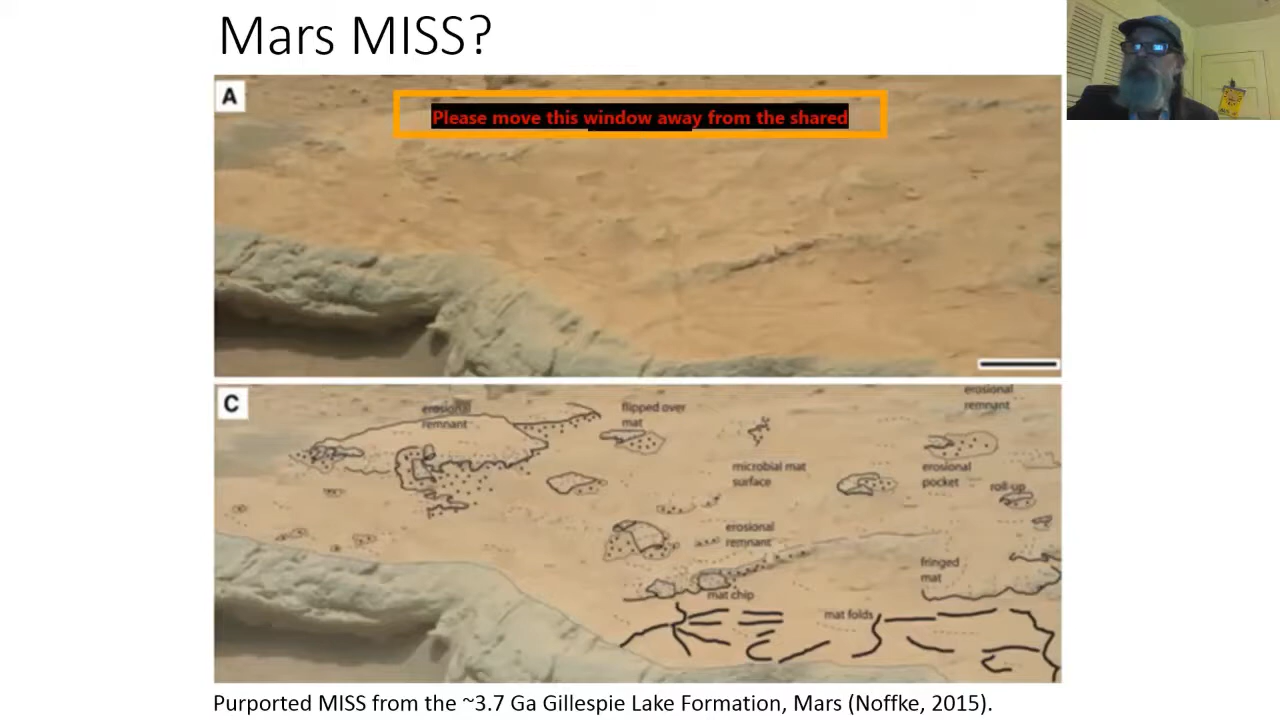 Mars MISS?
A
Please move this window away from the shared
C
erosional
remnant
flipped over
mat
erosional
remnant
microbial mat
surface
erosional
pocket
roll-up
erosional
remnant
fringed
mat
mat chip
mat folds
Purported MISS from the ~3.7 Ga Gillespie Lake Formation, Mars (Noffke, 2015).